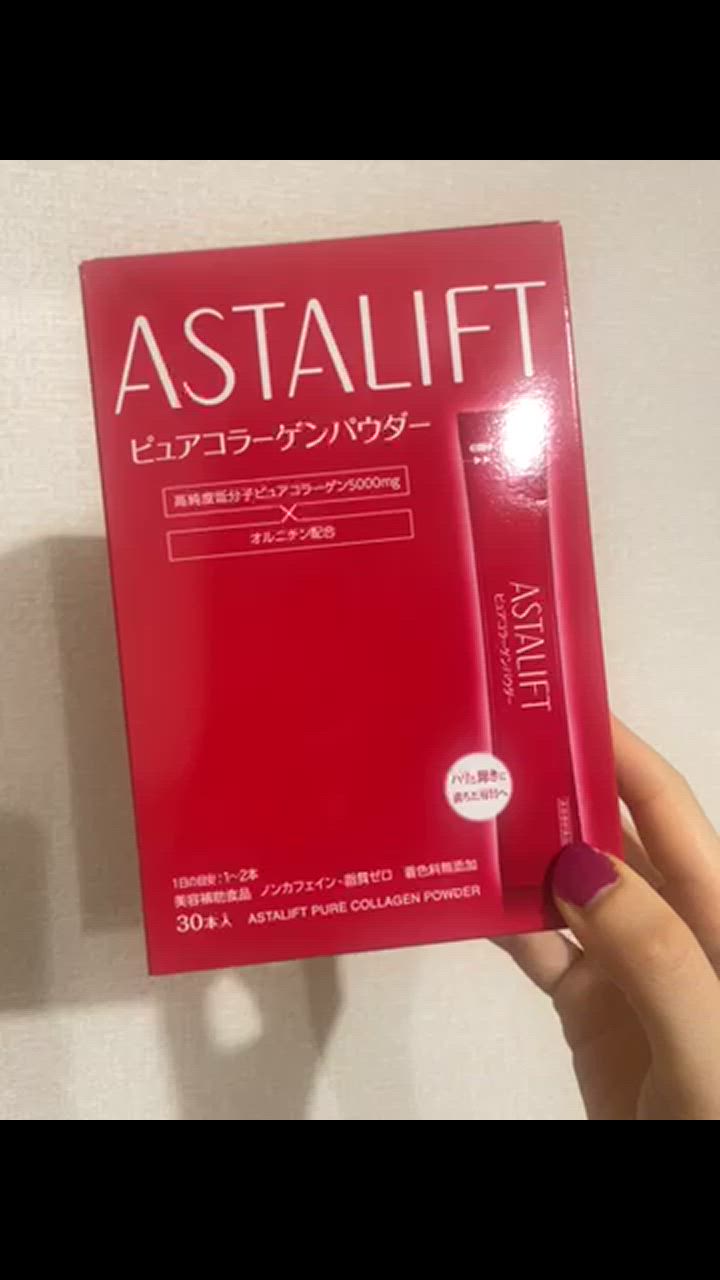 ASTALIFT
ピュアコラーゲンパウダー
高純度低分子ピュアコラーゲン5000mg
×
オルニチン配合
ASTALIFT
ピュアコラーゲンパウダー
ハリと輝きに
満ちた毎日へ
1日の目安:1〜2本
美容補助食品 ノンカフェイン・脂質ゼロ 着色料無添加
30本入 ASTALIFT PURE COLLAGEN POWDER